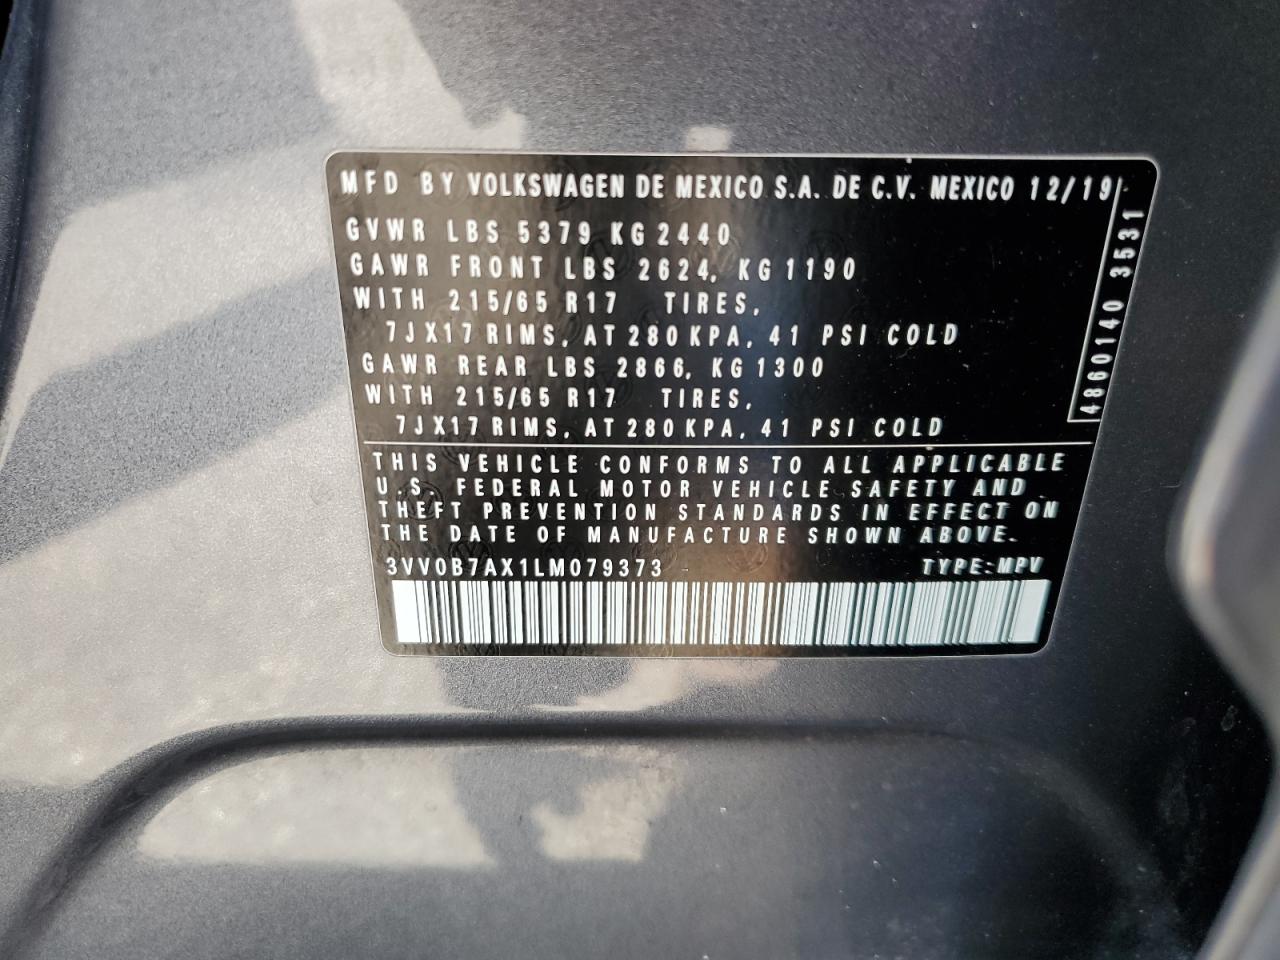 MFD BY VOLKSWAGEN DE MEXICO S.A. DE C.V. MEXICO 12/19
GVWR LBS 5379 KG 2440
GAWR FRONT LBS 2624, KG 1190
WITH 215/65 R17 TIRES,
7JX17 RIMS, AT 280 KPA, 41 PSI COLD
GAWR REAR LBS 2866, KG 1300
WITH 215/65 R17 TIRES,
7JX17 RIMS, AT 280 KPA, 41 PSI COLD
4860140 3531
THIS VEHICLE CONFORMS TO ALL APPLICABLE
U.S. FEDERAL MOTOR VEHICLE SAFETY AND
THEFT PREVENTION STANDARDS IN EFFECT ON
THE DATE OF MANUFACTURE SHOWN ABOVE.
3VV0B7AX1LM079373 TYPE:MPV